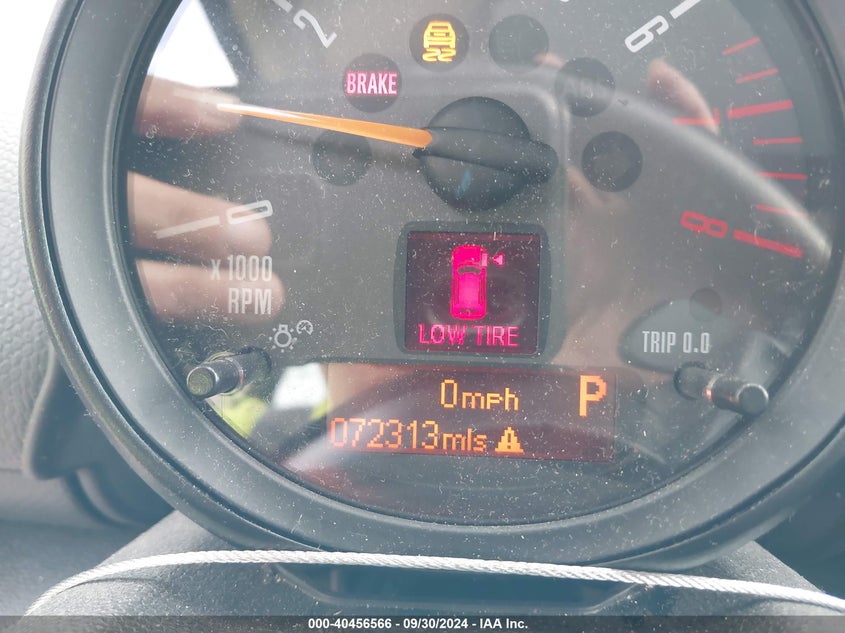 2
6
BRAKE
0
8
x 1000
RPM
LOW TIRE
TRIP 0.0
0mph
P
072313mls
000-40456566 - 09/30/2024 - IAA Inc.